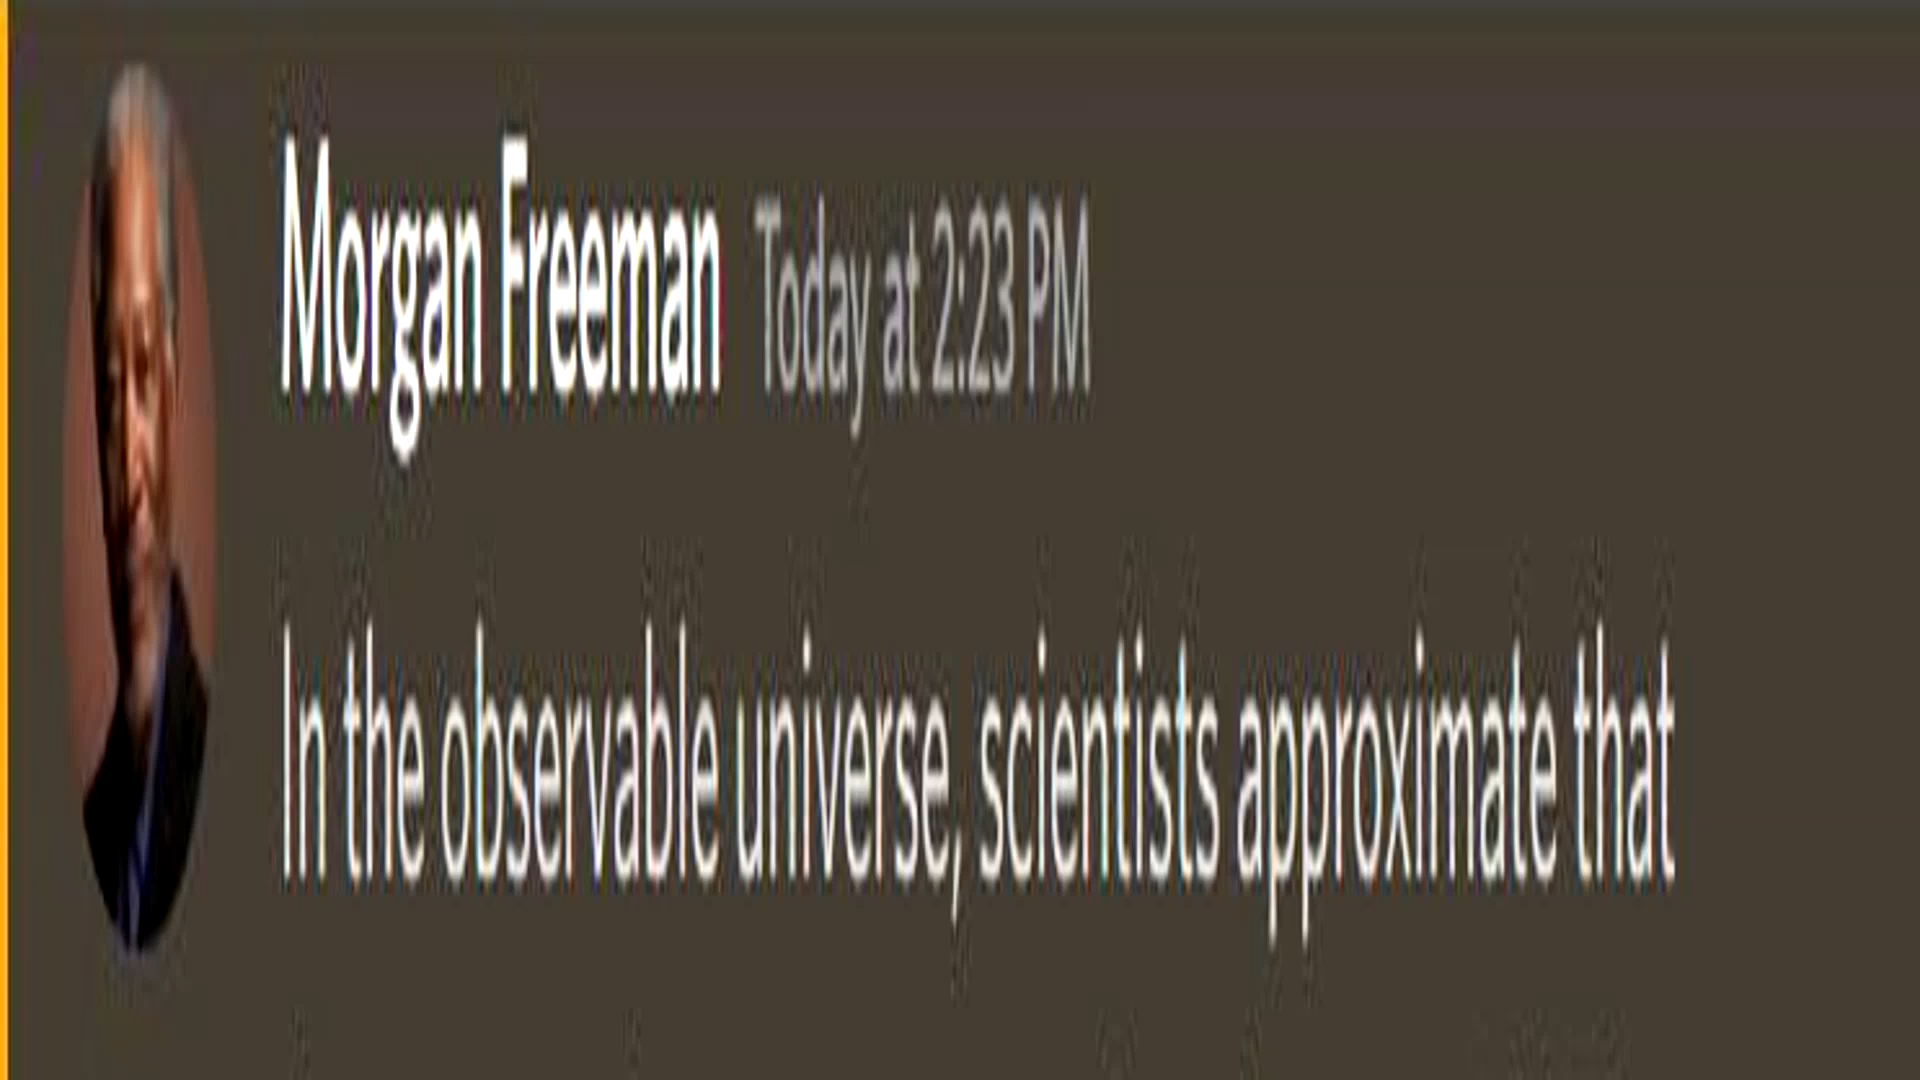 Morgan Freeman Today at 2:23 PM
In the observable universe, scientists approximate that